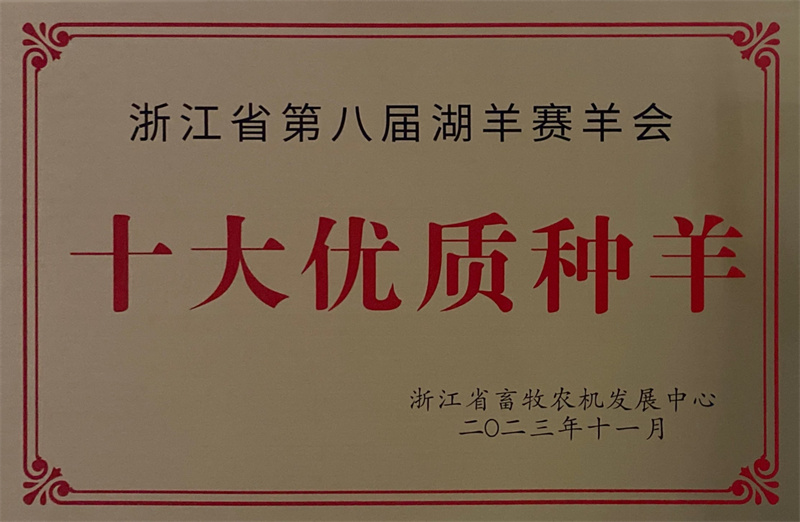 浙江省第八届湖羊赛羊会
十大优质种羊
浙江省畜牧农机发展中心
二〇二三年十一月